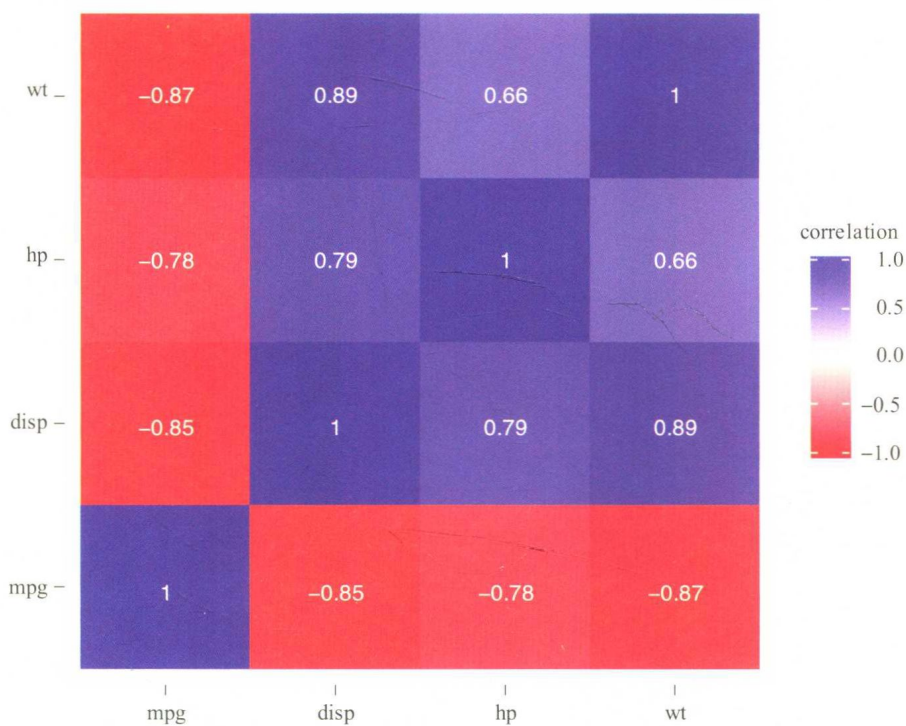 wt −0.87 0.89 0.66 1
hp −0.78 0.79 1 0.66
disp −0.85 1 0.79 0.89
mpg 1 −0.85 −0.78 −0.87
mpg disp hp wt
correlation
1.0
0.5
0.0
−0.5
−1.0